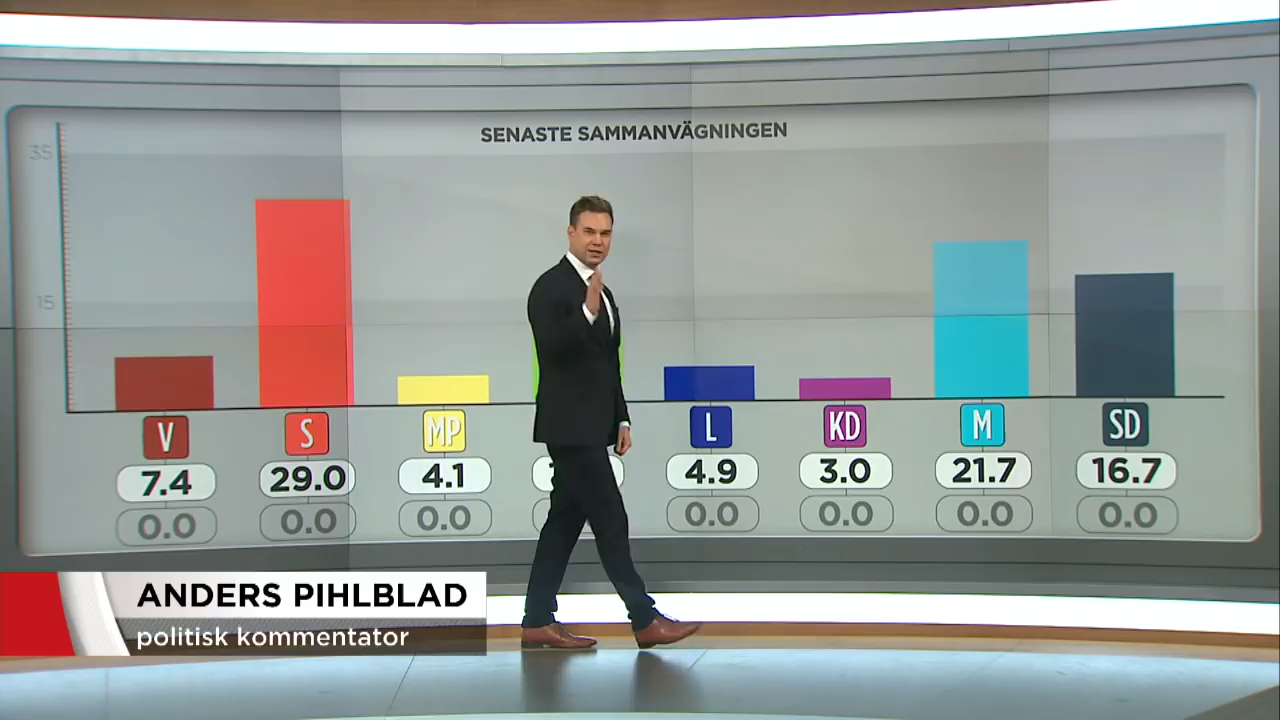 SENASTE SAMMANVÄGNINGEN
35
15
V S MP L KD M SD
7.4 29.0 4.1 4.9 3.0 21.7 16.7
0.0 0.0 0.0 0.0 0.0 0.0 0.0
ANDERS PIHLBLAD
politisk kommentator